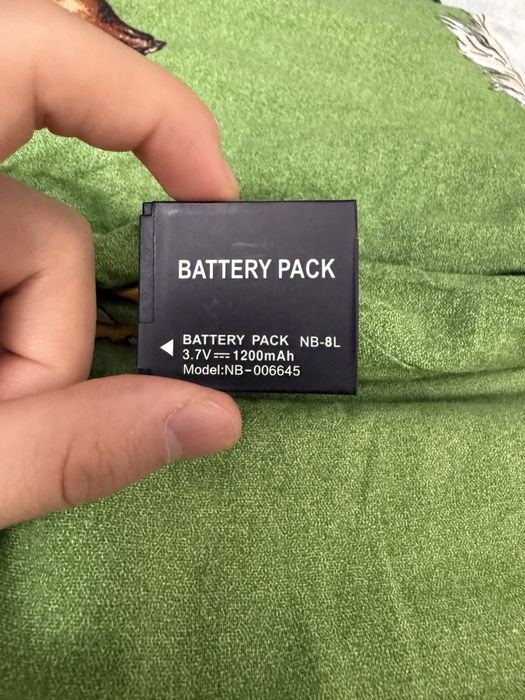 BATTERY PACK
BATTERY PACK NB-8L
3.7V⎓1200mAh
Model:NB-006645